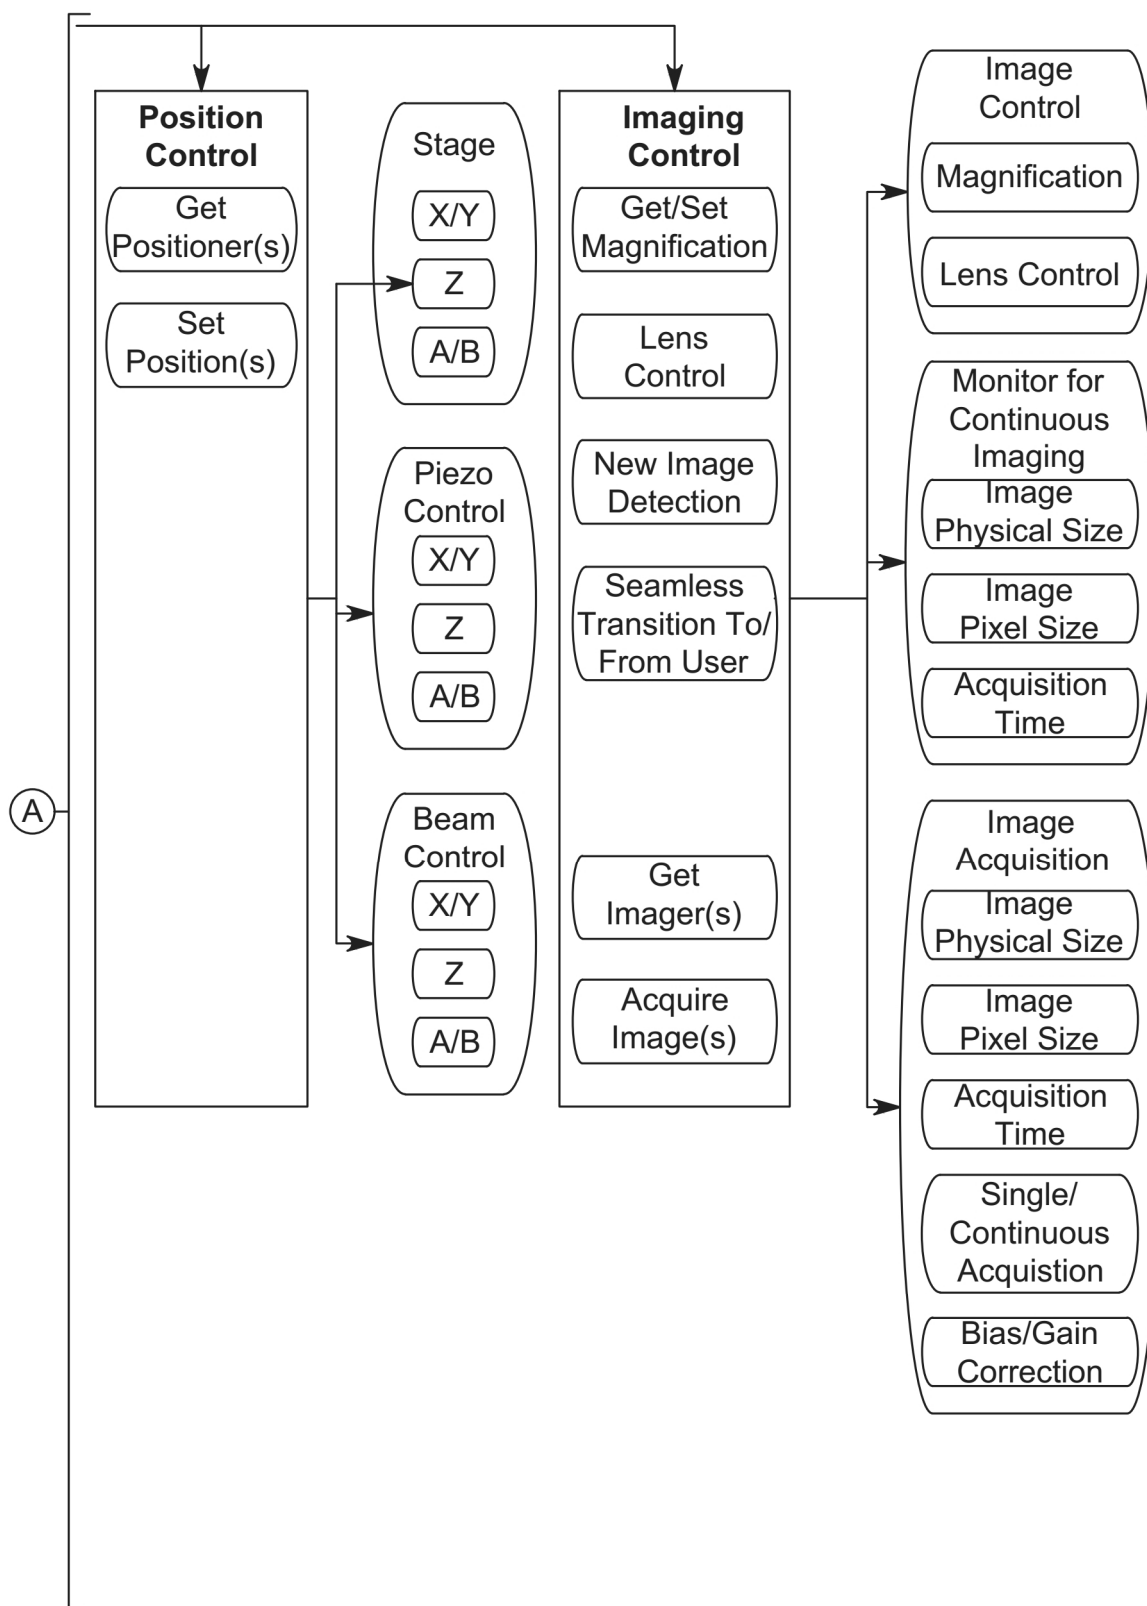 A
Position
Control
Get
Positioner(s)
Set
Position(s)
Stage
X/Y
Z
A/B
Piezo
Control
X/Y
Z
A/B
Beam
Control
X/Y
Z
A/B
Imaging
Control
Get/Set
Magnification
Lens
Control
New Image
Detection
Seamless
Transition To/
From User
Get
Imager(s)
Acquire
Image(s)
Image
Control
Magnification
Lens Control
Monitor for
Continuous
Imaging
Image
Physical Size
Image
Pixel Size
Acquisition
Time
Image
Acquisition
Image
Physical Size
Image
Pixel Size
Acquisition
Time
Single/
Continuous
Acquistion
Bias/Gain
Correction